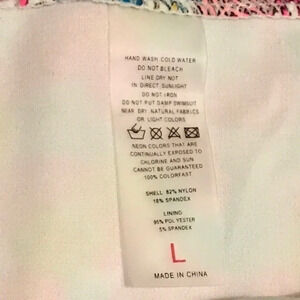 HAND WASH COLD WATER
DO NOT BLEACH
LINE DRY NOT
IN DIRECT SUNLIGHT
DO NOT IRON
DO NOT PUT DAMP SWIMSUIT
NEAR DRY NATURAL FABRICS
OR LIGHT COLORS
NEON COLORS THAT ARE
CONTINUALLY EXPOSED TO
CHLORINE AND SUN
CANNOT BE GUARANTEED
100% COLORFAST
SHELL: 82% NYLON
18% SPANDEX
LINING
95% POLYESTER
5% SPANDEX
L
MADE IN CHINA